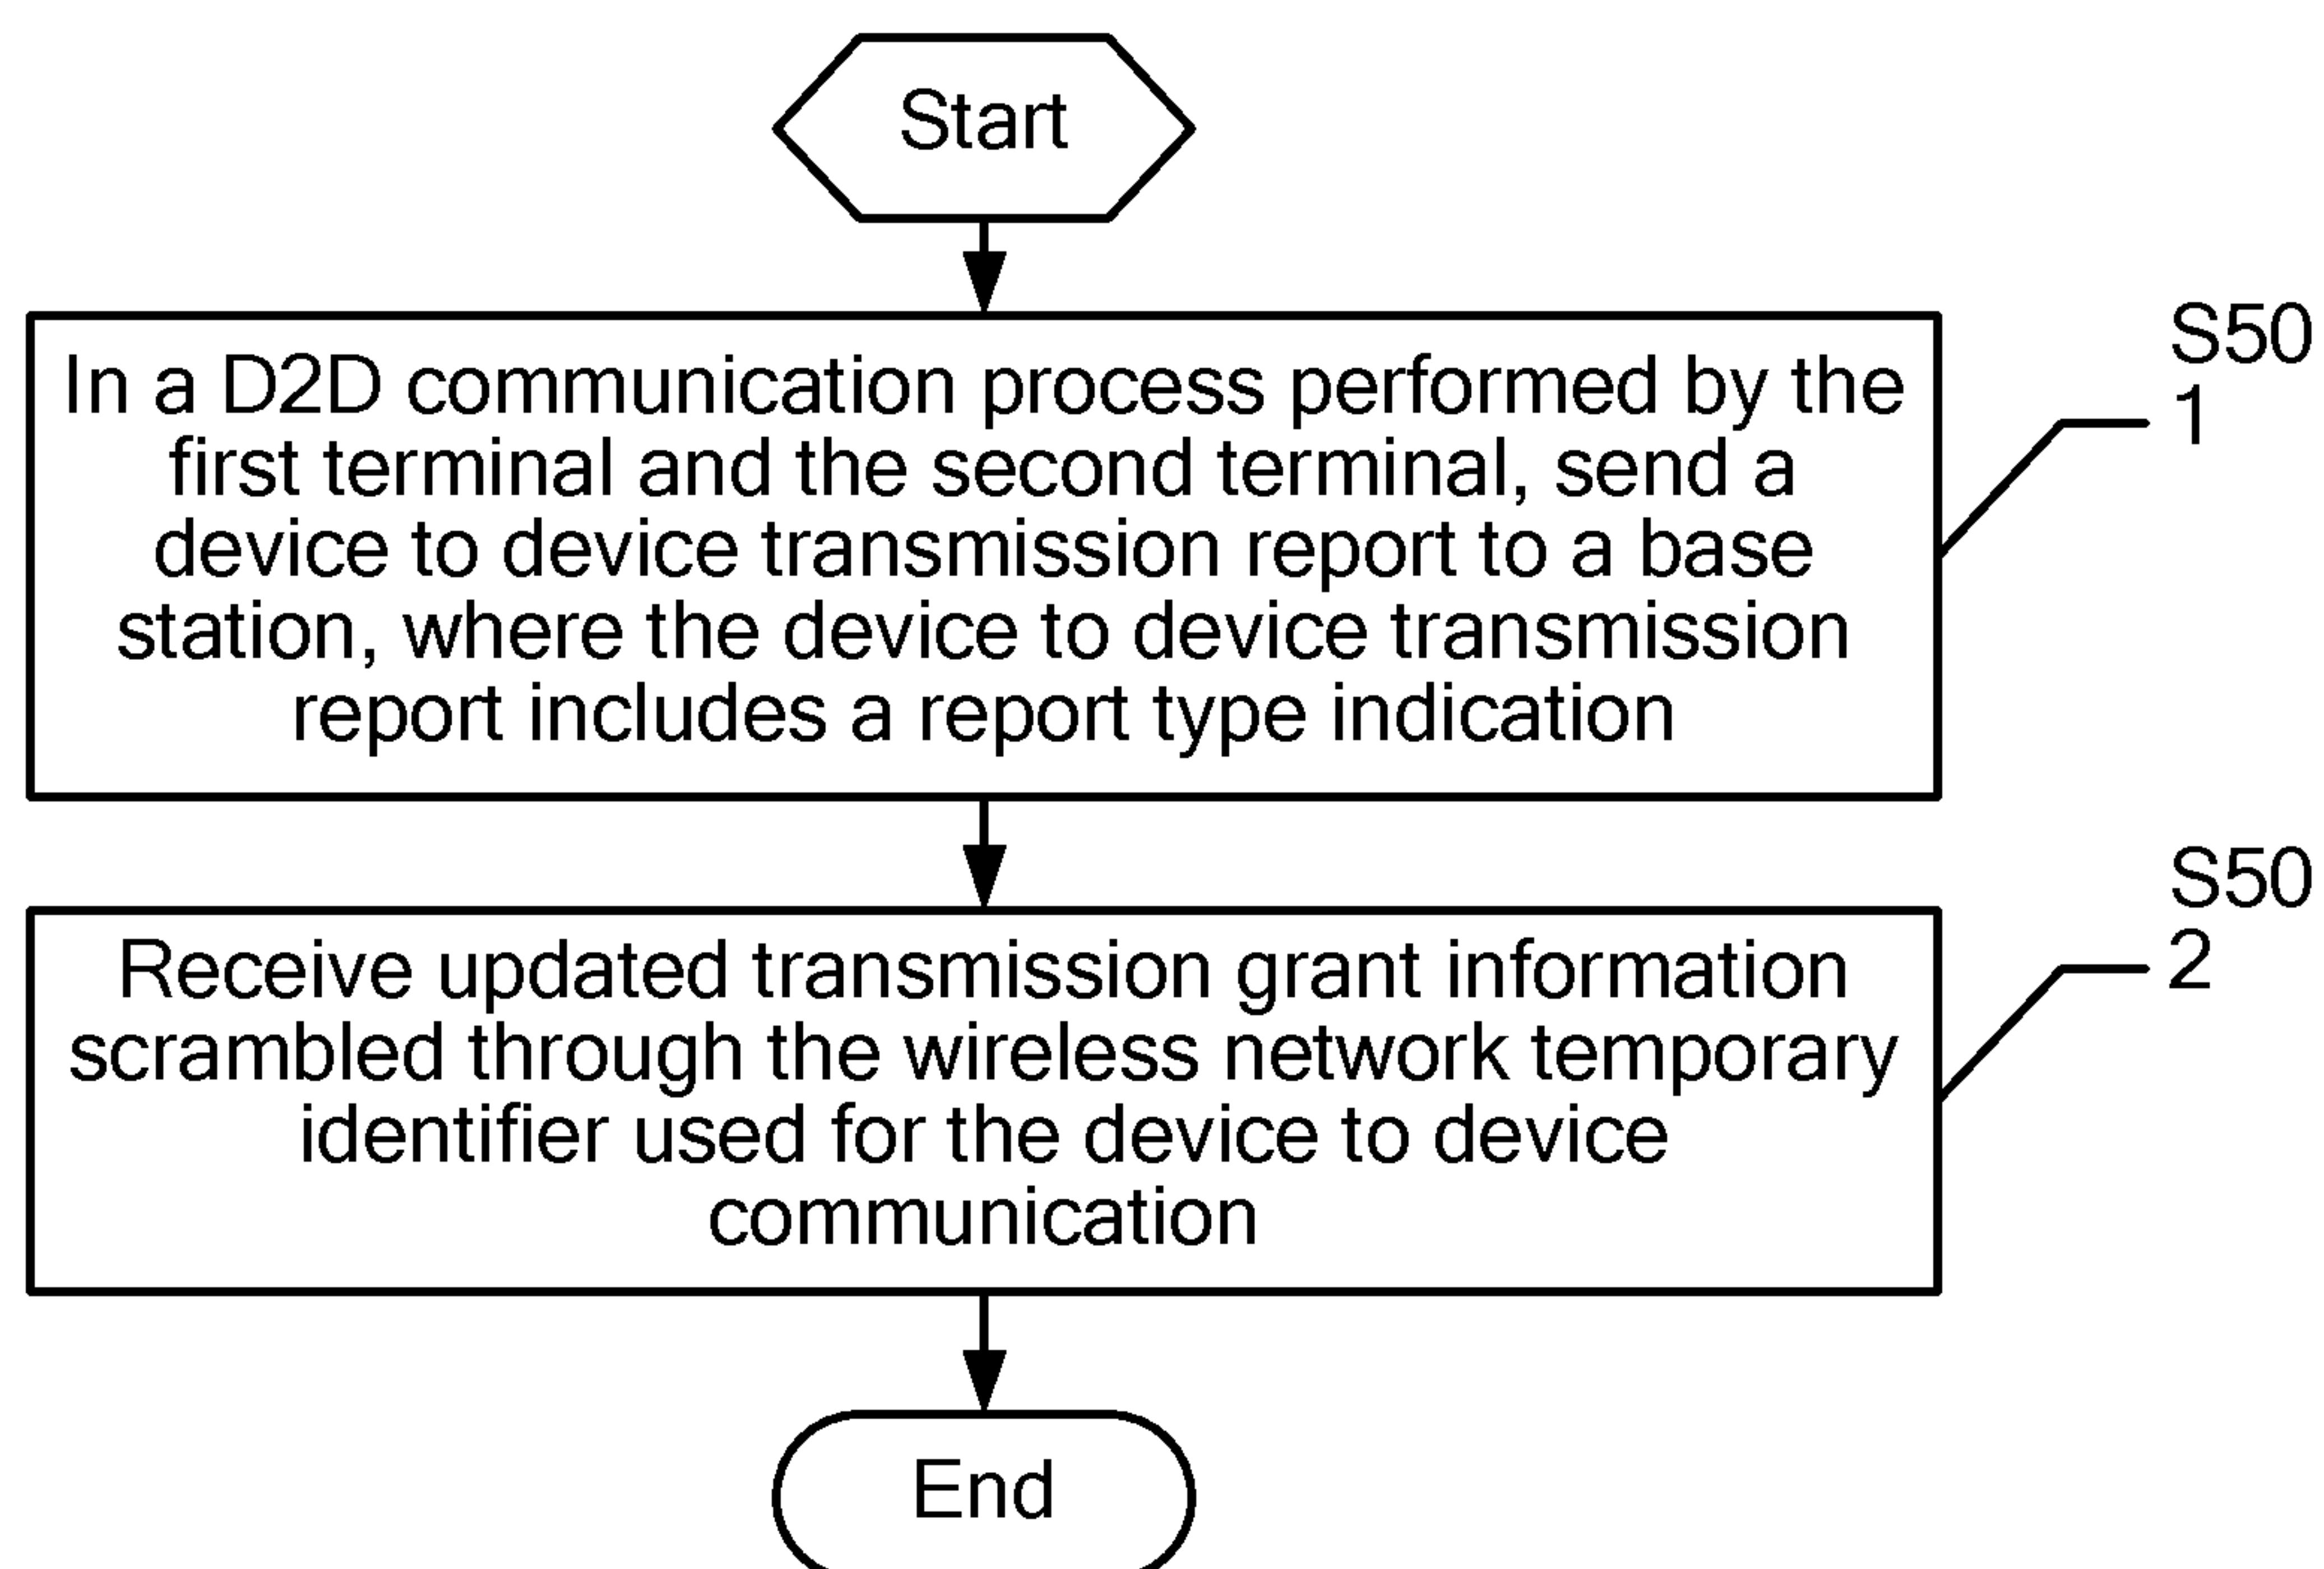 Start
In a D2D communication process performed by the
first terminal and the second terminal, send a
device to device transmission report to a base
station, where the device to device transmission
report includes a report type indication
S50
1
Receive updated transmission grant information
scrambled through the wireless network temporary
identifier used for the device to device
communication
S50
2
End